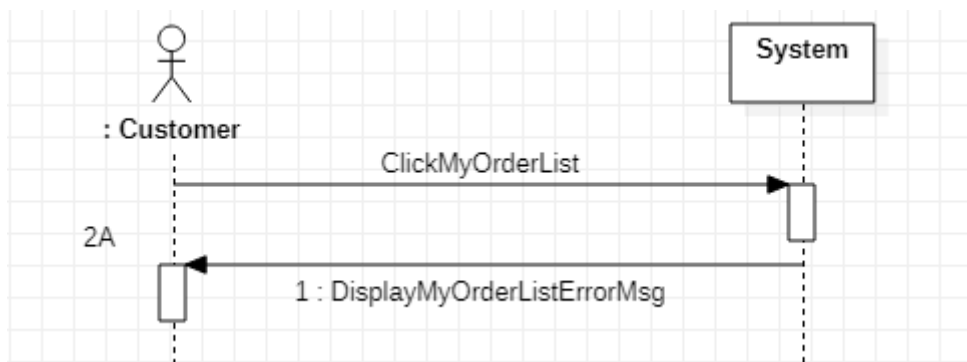 System
: Customer
ClickMyOrderList
2A
1 : DisplayMyOrderListErrorMsg